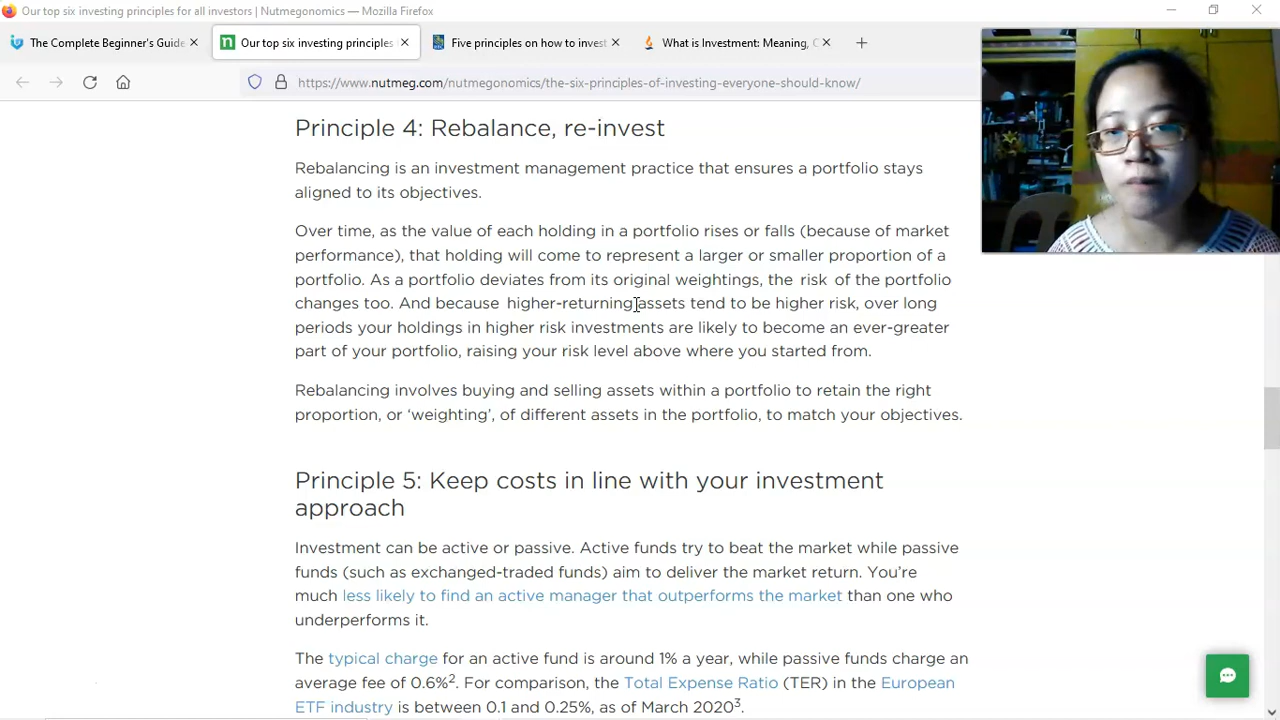 Our top six investing principles for all investors | Nutmegonomics — Mozilla Firefox
The Complete Beginner's Guide
Our top six investing principles
Five principles on how to invest
What is Investment: Meaning, C
https://www.nutmeg.com/nutmegonomics/the-six-principles-of-investing-everyone-should-know/
Principle 4: Rebalance, re-invest
Rebalancing is an investment management practice that ensures a portfolio stays
aligned to its objectives.
Over time, as the value of each holding in a portfolio rises or falls (because of market
performance), that holding will come to represent a larger or smaller proportion of a
portfolio. As a portfolio deviates from its original weightings, the risk of the portfolio
changes too. And because higher-returning assets tend to be higher risk, over long
periods your holdings in higher risk investments are likely to become an ever-greater
part of your portfolio, raising your risk level above where you started from.
Rebalancing involves buying and selling assets within a portfolio to retain the right
proportion, or ‘weighting’, of different assets in the portfolio, to match your objectives.
Principle 5: Keep costs in line with your investment
approach
Investment can be active or passive. Active funds try to beat the market while passive
funds (such as exchanged-traded funds) aim to deliver the market return. You’re
much less likely to find an active manager that outperforms the market than one who
underperforms it.
The typical charge for an active fund is around 1% a year, while passive funds charge an
average fee of 0.6%². For comparison, the Total Expense Ratio (TER) in the European
ETF industry is between 0.1 and 0.25%, as of March 2020³.